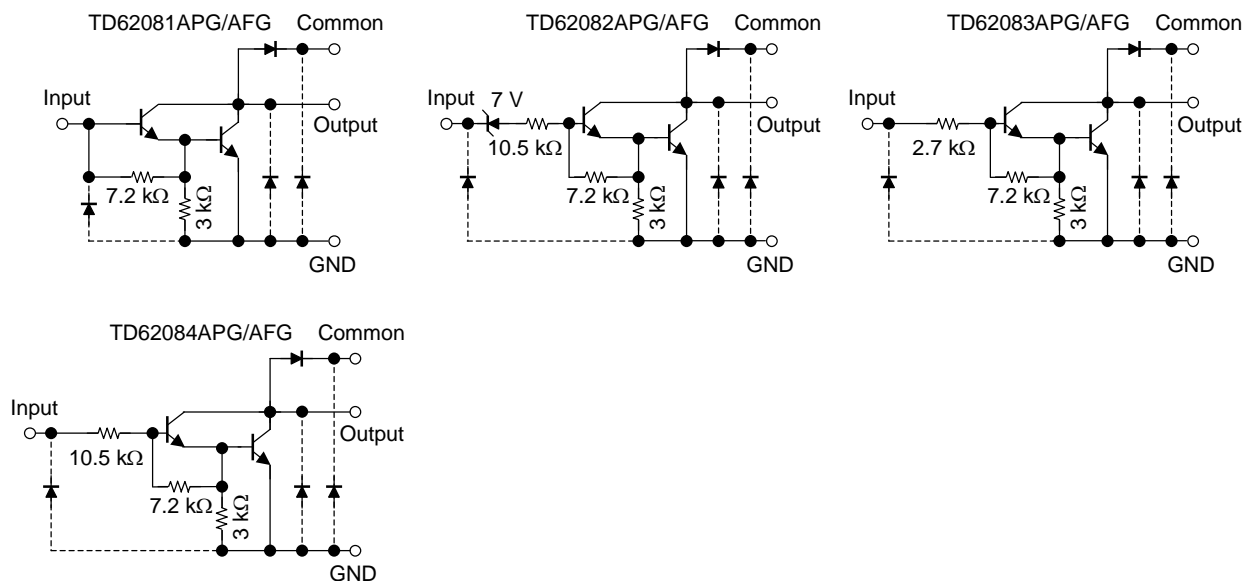 TD62081APG/AFG Common
Input
Output
7.2 kΩ
3 kΩ
GND
TD62082APG/AFG Common
Input
7 V
10.5 kΩ
Output
7.2 kΩ
3 kΩ
GND
TD62083APG/AFG Common
Input
2.7 kΩ
Output
7.2 kΩ
3 kΩ
GND
TD62084APG/AFG Common
Input
10.5 kΩ
Output
7.2 kΩ
3 kΩ
GND